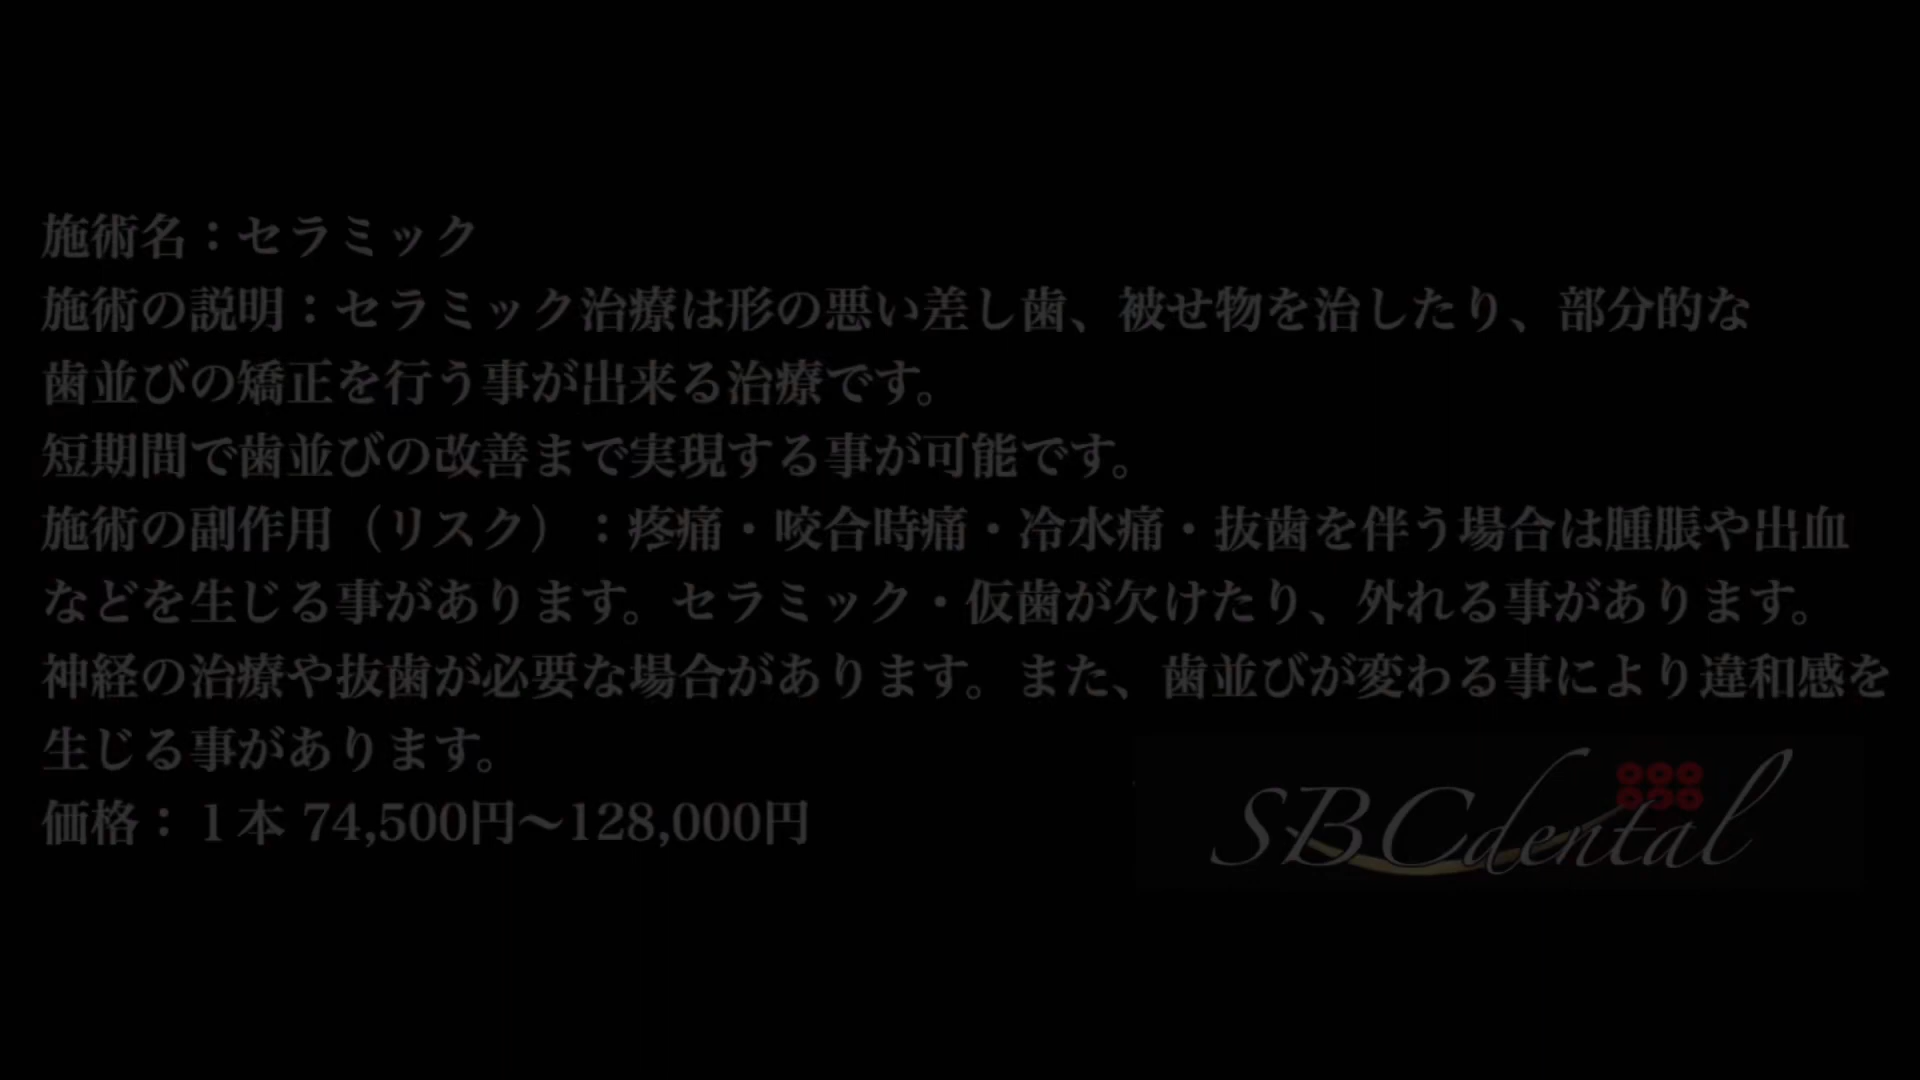 施術名：セラミック
施術の説明：セラミック治療は形の悪い差し歯、被せ物を治したり、部分的な
歯並びの矯正を行う事が出来る治療です。
短期間で歯並びの改善まで実現する事が可能です。
施術の副作用（リスク）：疼痛・咬合時痛・冷水痛・抜歯を伴う場合は腫脹や出血
などを生じる事があります。セラミック・仮歯が欠けたり、外れる事があります。
神経の治療や抜歯が必要な場合があります。また、歯並びが変わる事により違和感を
生じる事があります。
価格：１本 74,500円〜128,000円
SBCdental